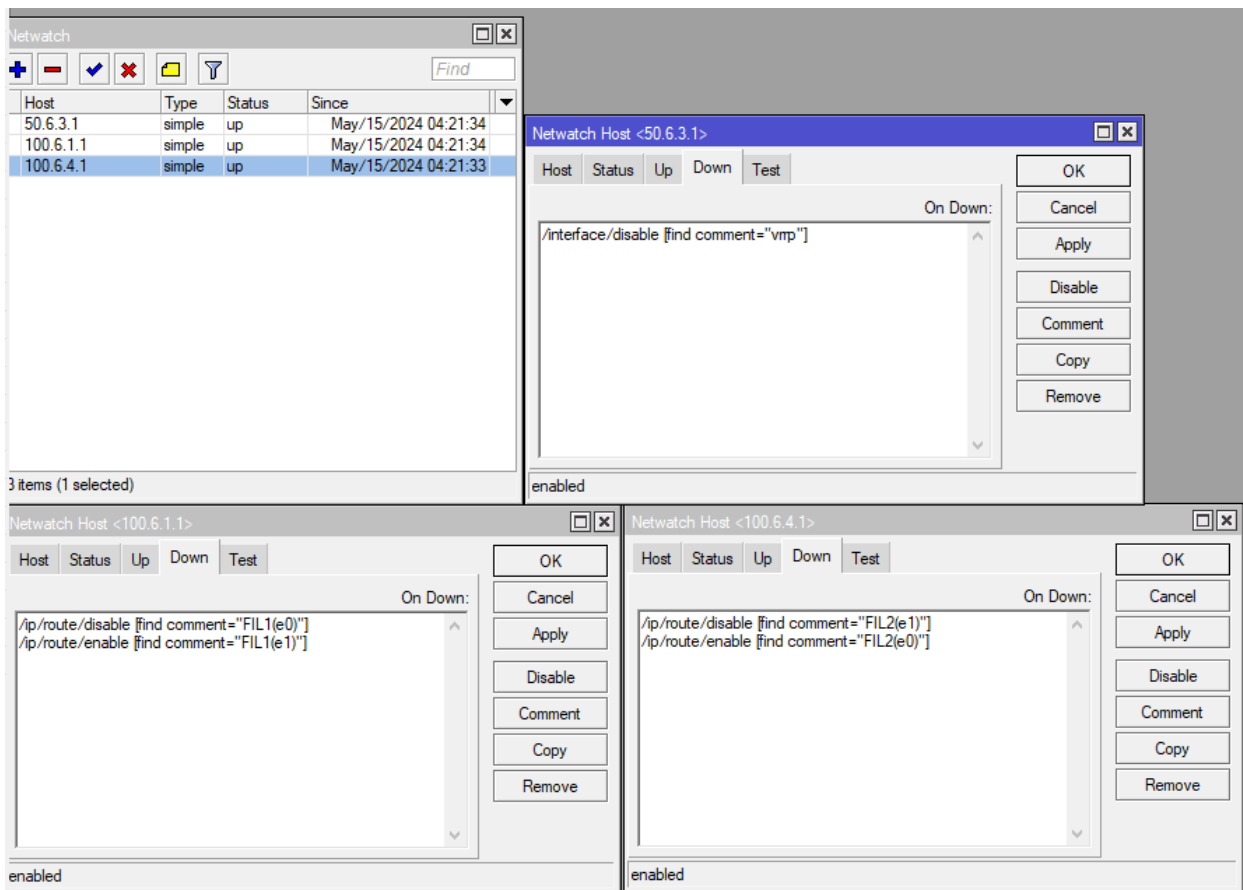 Netwatch
Find
Host Type Status Since
50.6.3.1 simple up May/15/2024 04:21:34
100.6.1.1 simple up May/15/2024 04:21:34
100.6.4.1 simple up May/15/2024 04:21:33
3 items (1 selected)
Netwatch Host <50.6.3.1>
Host Status Up Down Test
On Down:
/interface/disable [find comment="vrrp"]
OK
Cancel
Apply
Disable
Comment
Copy
Remove
enabled
Netwatch Host <100.6.1.1>
Host Status Up Down Test
On Down:
/ip/route/disable [find comment="FIL1(e0)"]
/ip/route/enable [find comment="FIL1(e1)"]
OK
Cancel
Apply
Disable
Comment
Copy
Remove
enabled
Netwatch Host <100.6.4.1>
Host Status Up Down Test
On Down:
/ip/route/disable [find comment="FIL2(e1)"]
/ip/route/enable [find comment="FIL2(e0)"]
OK
Cancel
Apply
Disable
Comment
Copy
Remove
enabled